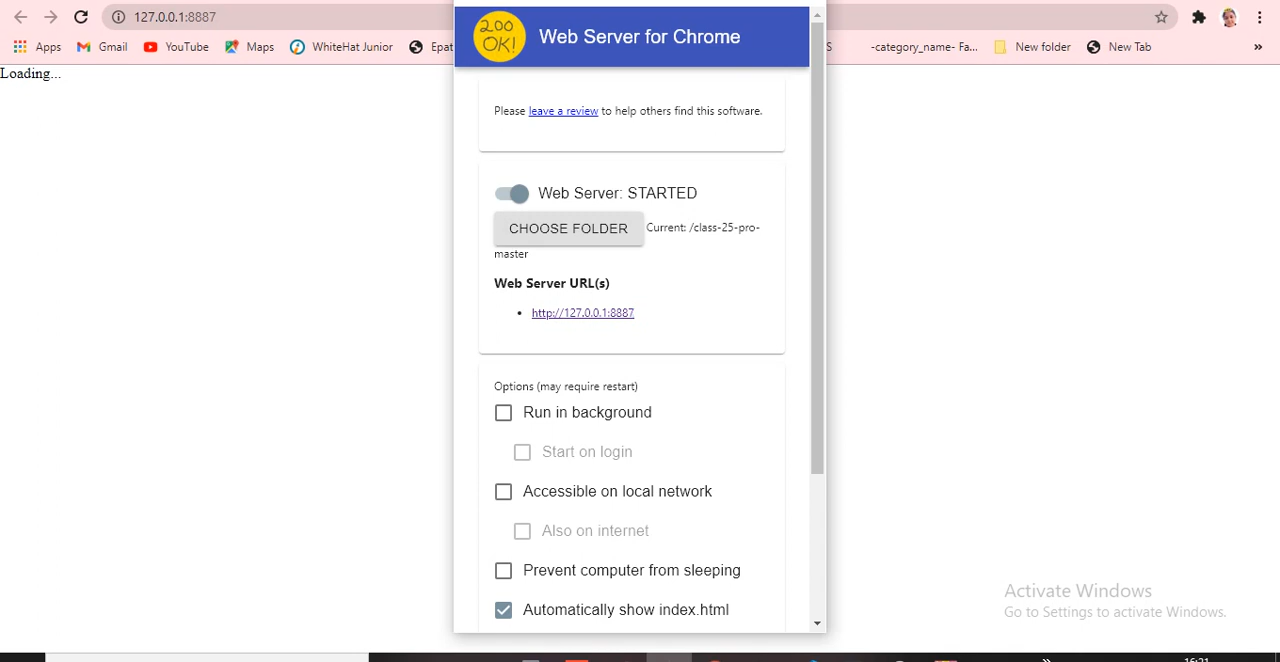 127.0.0.1:8887
Apps Gmail YouTube Maps WhiteHat Junior Epat S -category_name- Fa... New folder New Tab »
Loading...
200 OK!
Web Server for Chrome
Please leave a review to help others find this software.
Web Server: STARTED
CHOOSE FOLDER Current: /class-25-pro-
master
Web Server URL(s)
• http://127.0.0.1:8887
Options (may require restart)
Run in background
Start on login
Accessible on local network
Also on internet
Prevent computer from sleeping
Automatically show index.html
Activate Windows
Go to Settings to activate Windows.